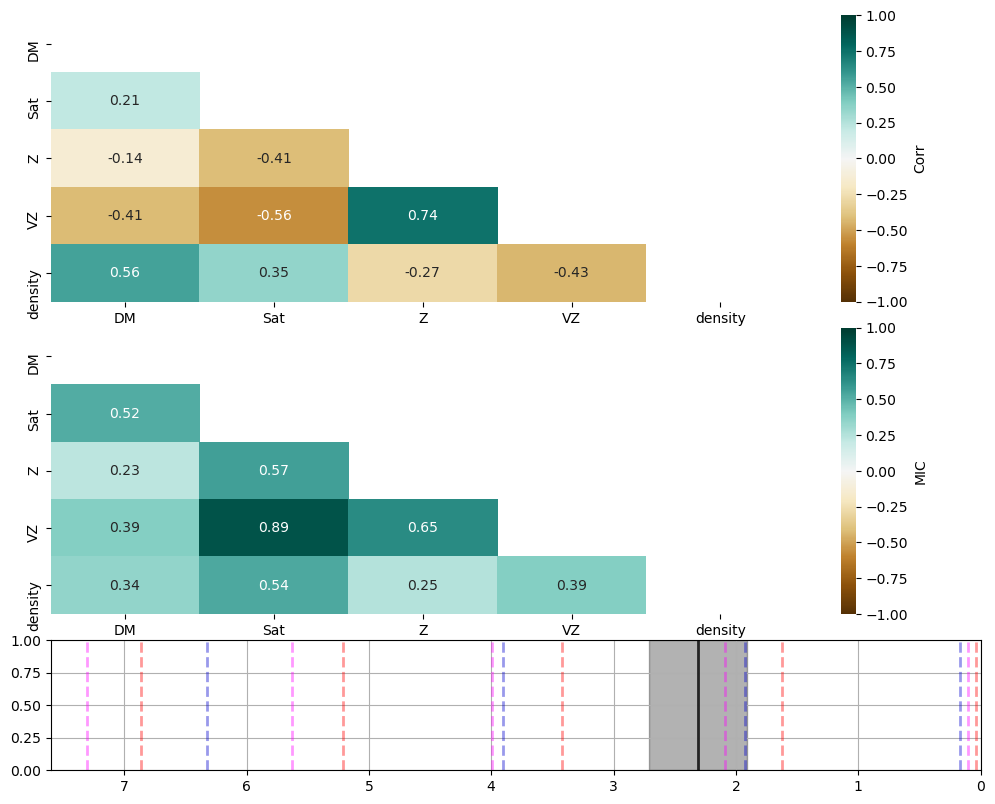 DM
Sat
Z
VZ
density
0.21
-0.14 -0.41
-0.41 -0.56 0.74
0.56 0.35 -0.27 -0.43
DM Sat Z VZ density
1.00
0.75
0.50
0.25
0.00
−0.25
−0.50
−0.75
−1.00
Corr
DM
Sat
Z
VZ
density
0.52
0.23 0.57
0.39 0.89 0.65
0.34 0.54 0.25 0.39
DM Sat Z VZ density
1.00
0.75
0.50
0.25
0.00
−0.25
−0.50
−0.75
−1.00
MIC
1.00
0.75
0.50
0.25
0.00
7 6 5 4 3 2 1 0